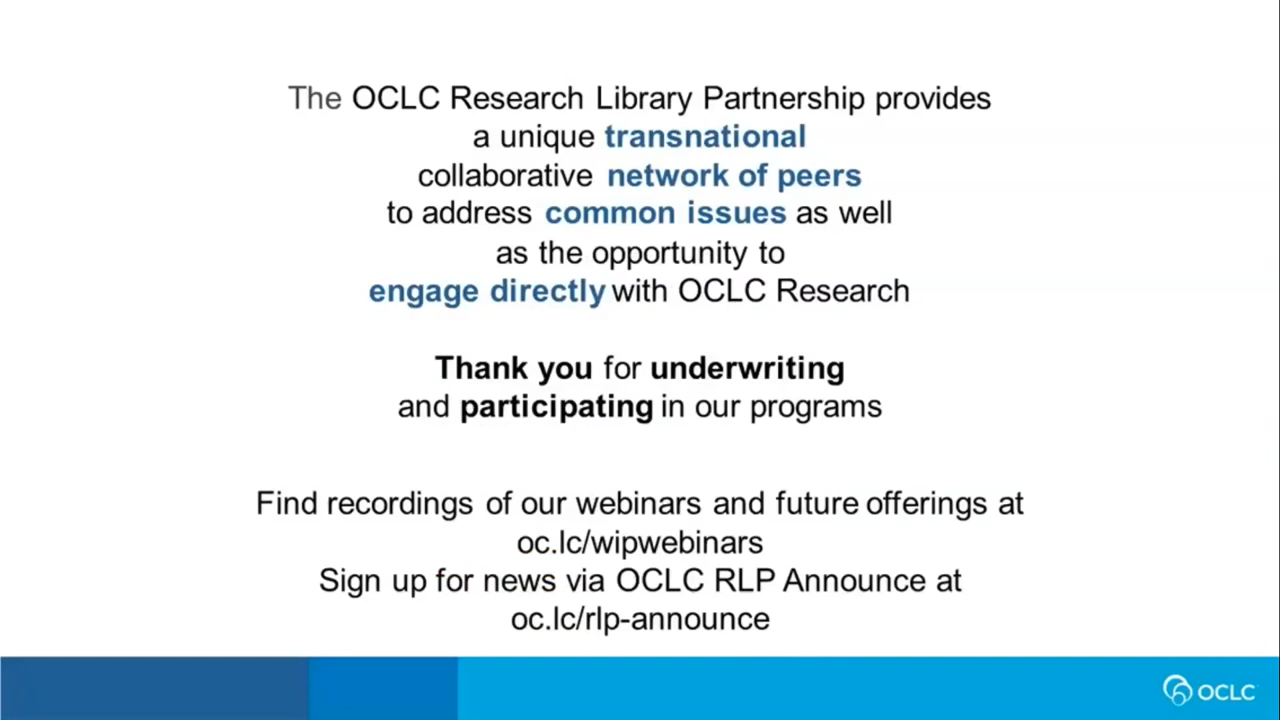 The OCLC Research Library Partnership provides
a unique transnational
collaborative network of peers
to address common issues as well
as the opportunity to
engage directly with OCLC Research
Thank you for underwriting
and participating in our programs
Find recordings of our webinars and future offerings at
oc.lc/wipwebinars
Sign up for news via OCLC RLP Announce at
oc.lc/rlp-announce
OCLC